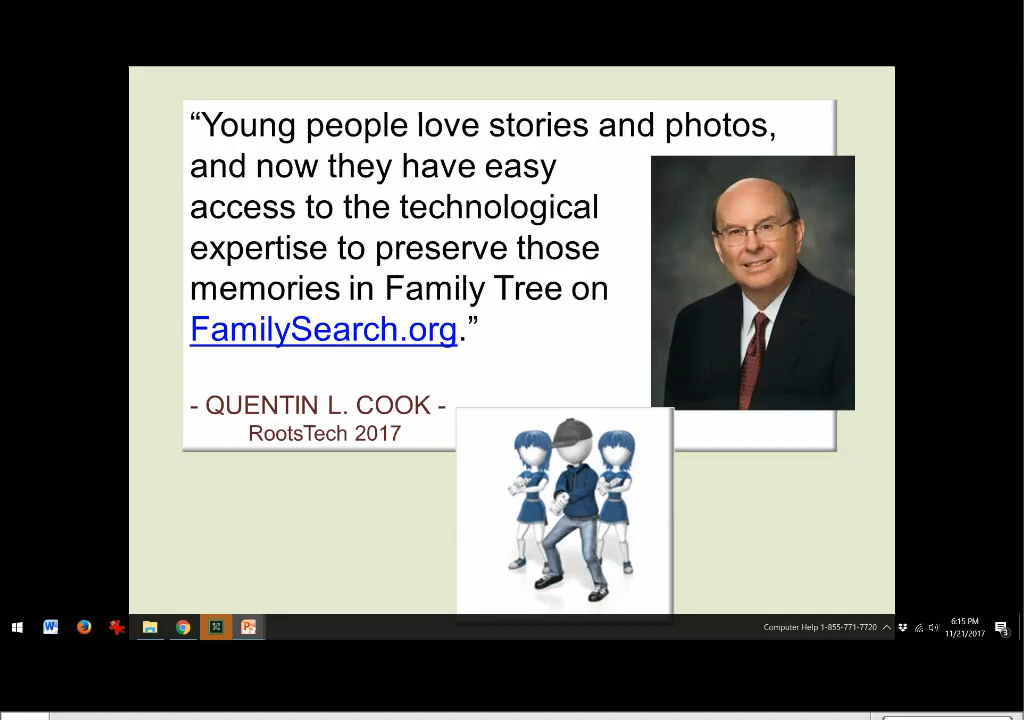 “Young people love stories and photos,
and now they have easy
access to the technological
expertise to preserve those
memories in Family Tree on
FamilySearch.org.”
- QUENTIN L. COOK -
RootsTech 2017
Computer Help 1-855-771-7720
6:15 PM
11/21/2017
3